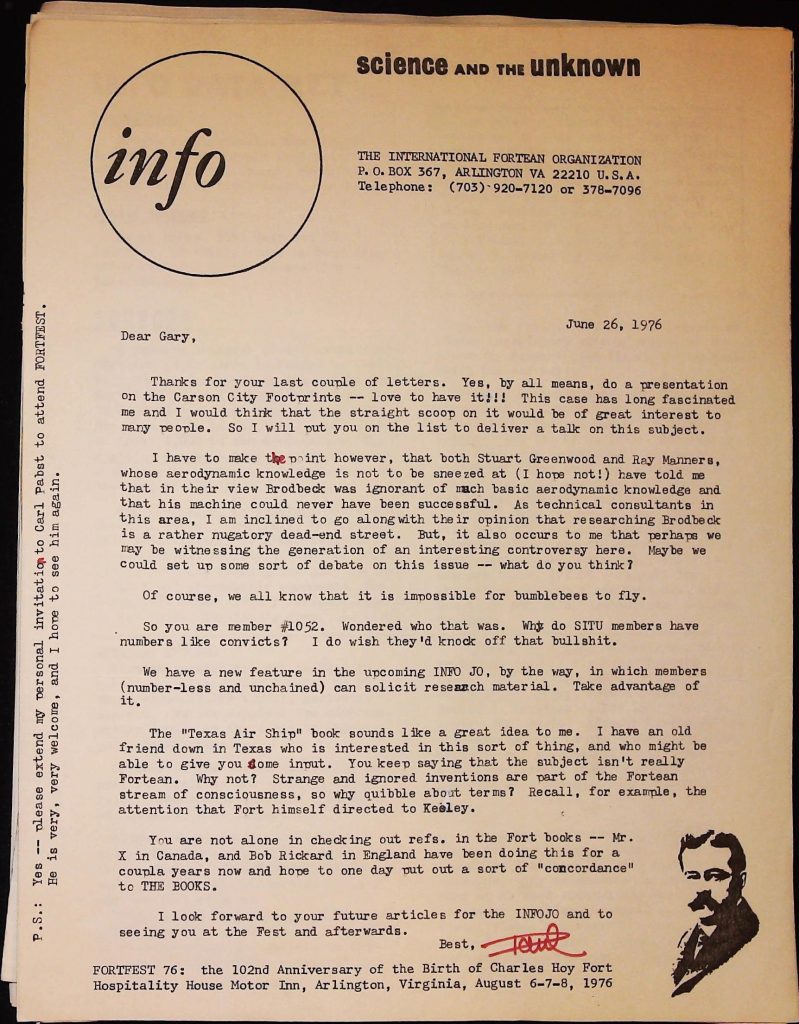 info
science AND THE unknown
THE INTERNATIONAL FORTEAN ORGANIZATION
P. O. BOX 367, ARLINGTON VA 22210 U. S. A.
Telephone: (703) 920-7120 or 378-7096
June 26, 1976
Dear Gary,
Thanks for your last couple of letters. Yes, by all means, do a presentation
on the Carson City Footprints -- love to have it!!! This case has long fascinated
me and I would think that the straight scoop on it would be of great interest to
many people. So I will put you on the list to deliver a talk on this subject.
I have to make the point however, that both Stuart Greenwood and Ray Manners,
whose aerodynamic knowledge is not to be sneezed at (I hope not!) have told me
that in their view Brodbeck was ignorant of much basic aerodynamic knowledge and
that his machine could never have been successful. As technical consultants in
this area, I am inclined to go along with their opinion that researching Brodbeck
is a rather nugatory dead-end street. But, it also occurs to me that perhaps we
may be witnessing the generation of an interesting controversy here. Maybe we
could set up some sort of debate on this issue -- what do you think?
Of course, we all know that it is impossible for bumblebees to fly.
So you are member #1052. Wondered who that was. Why do SITU members have
numbers like convicts? I do wish they'd knock off that bullshit.
We have a new feature in the upcoming INFO JO, by the way, in which members
(number-less and unchained) can solicit research material. Take advantage of
it.
The "Texas Air Ship" book sounds like a great idea to me. I have an old
friend down in Texas who is interested in this sort of thing, and who might be
able to give you some input. You keep saying that the subject isn't really
Fortean. Why not? Strange and ignored inventions are part of the Fortean
stream of consciousness, so why quibble about terms? Recall, for example, the
attention that Fort himself directed to Keeley.
You are not alone in checking out refs. in the Fort books -- Mr.
X in Canada, and Bob Rickard in England have been doing this for a
coupla years now and hope to one day put out a sort of "concordance"
to THE BOOKS.
I look forward to your future articles for the INFOJO and to
seeing you at the Fest and afterwards.
Best, Paul
FORTFEST 76: the 102nd Anniversary of the Birth of Charles Hoy Fort
Hospitality House Motor Inn, Arlington, Virginia, August 6-7-8, 1976
P.S.: Yes -- please extend my personal invitation to Carl Pabst to attend FORTFEST.
He is very, very welcome, and I hope to see him again.